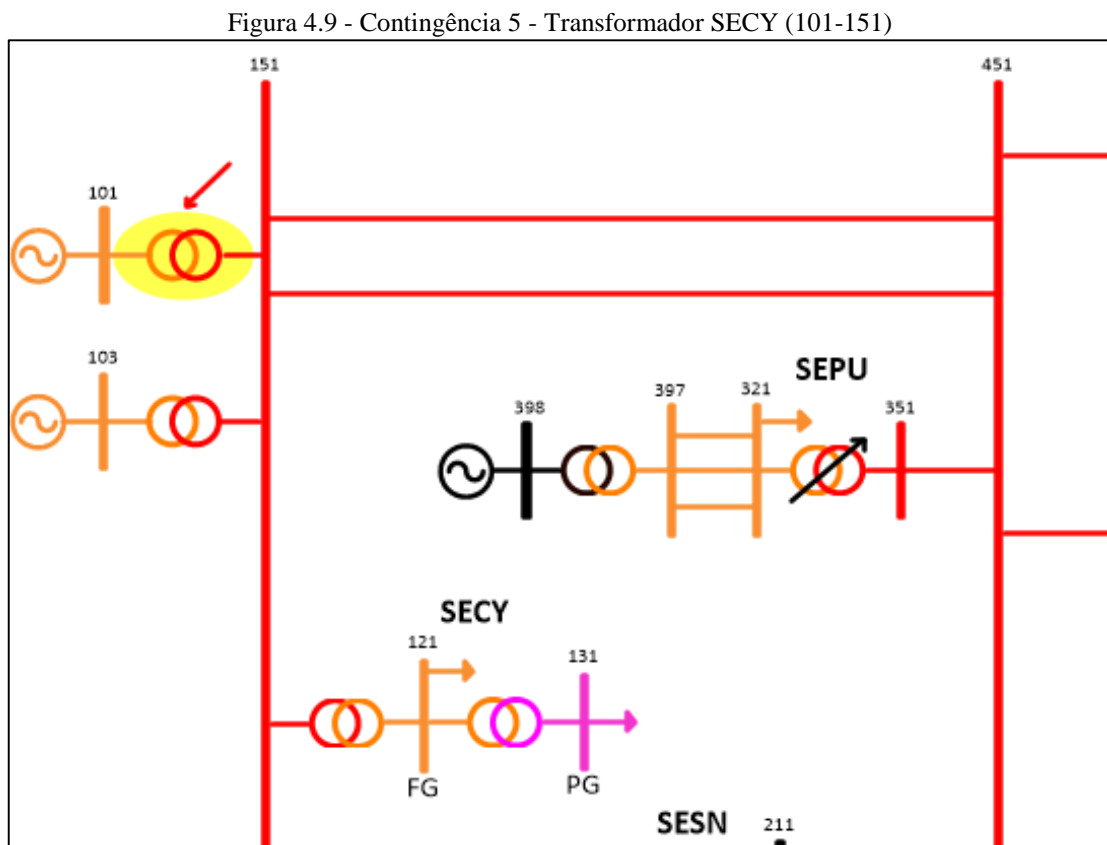 Figura 4.9 - Contingência 5 - Transformador SECY (101-151)
151
451
101
103
SEPU
397
321
398
351
SECY
121
131
FG
PG
SESN
211